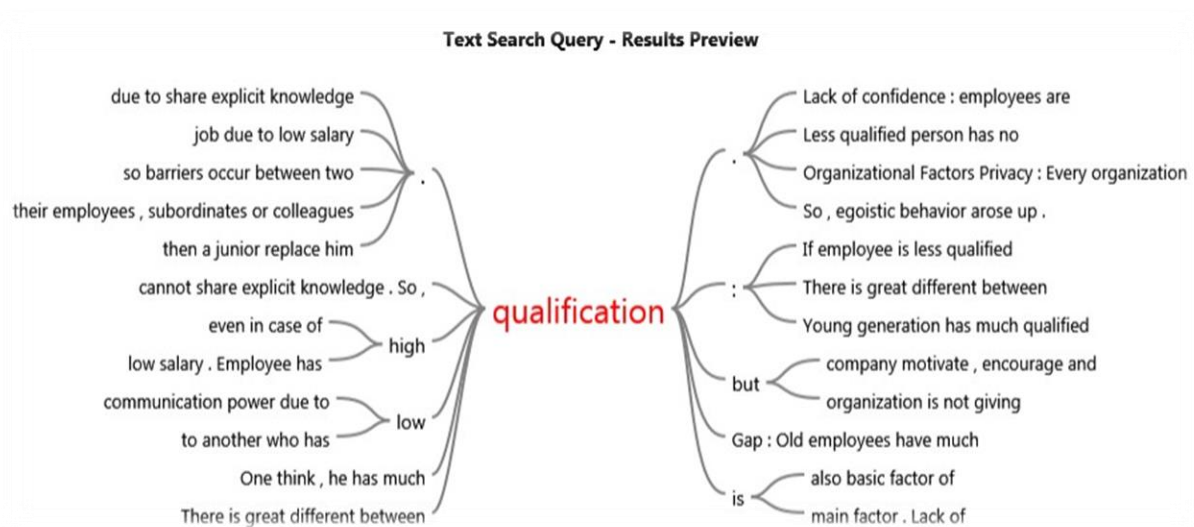 Text Search Query - Results Preview
due to share explicit knowledge
job due to low salary
so barriers occur between two
their employees , subordinates or colleagues
then a junior replace him
.
cannot share explicit knowledge . So ,
even in case of
low salary . Employee has
high
communication power due to
to another who has
low
One think , he has much
There is great different between
qualification
.
Lack of confidence : employees are
Less qualified person has no
Organizational Factors Privacy : Every organization
So , egoistic behavior arose up .
:
If employee is less qualified
There is great different between
Young generation has much qualified
but
company motivate , encourage and
organization is not giving
Gap : Old employees have much
is
also basic factor of
main factor . Lack of